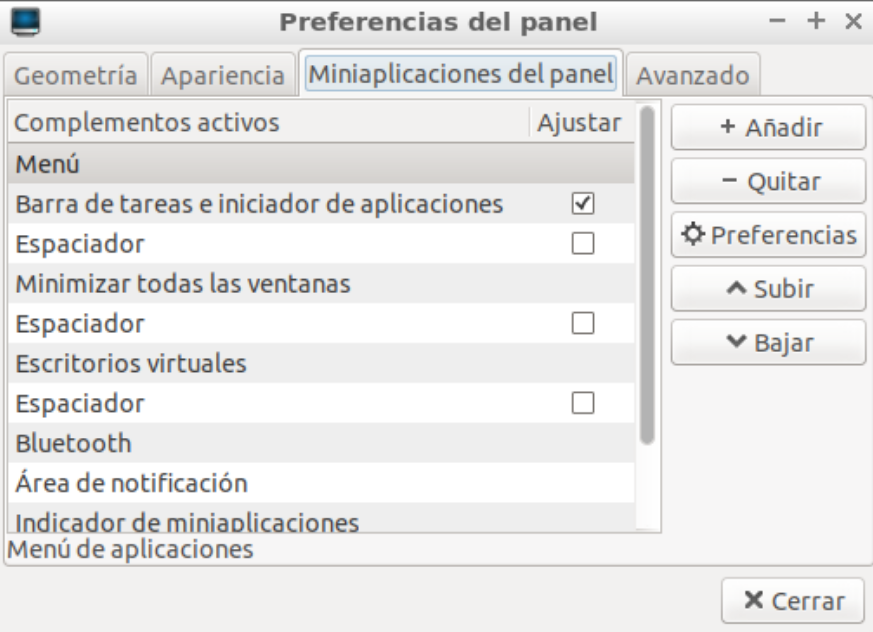 Preferencias del panel
Geometría Apariencia Miniaplicaciones del panel Avanzado
Complementos activos Ajustar
Menú
Barra de tareas e iniciador de aplicaciones
Espaciador
Minimizar todas las ventanas
Espaciador
Escritorios virtuales
Espaciador
Bluetooth
Área de notificación
Indicador de miniaplicaciones
Menú de aplicaciones
Añadir
Quitar
Preferencias
Subir
Bajar
Cerrar